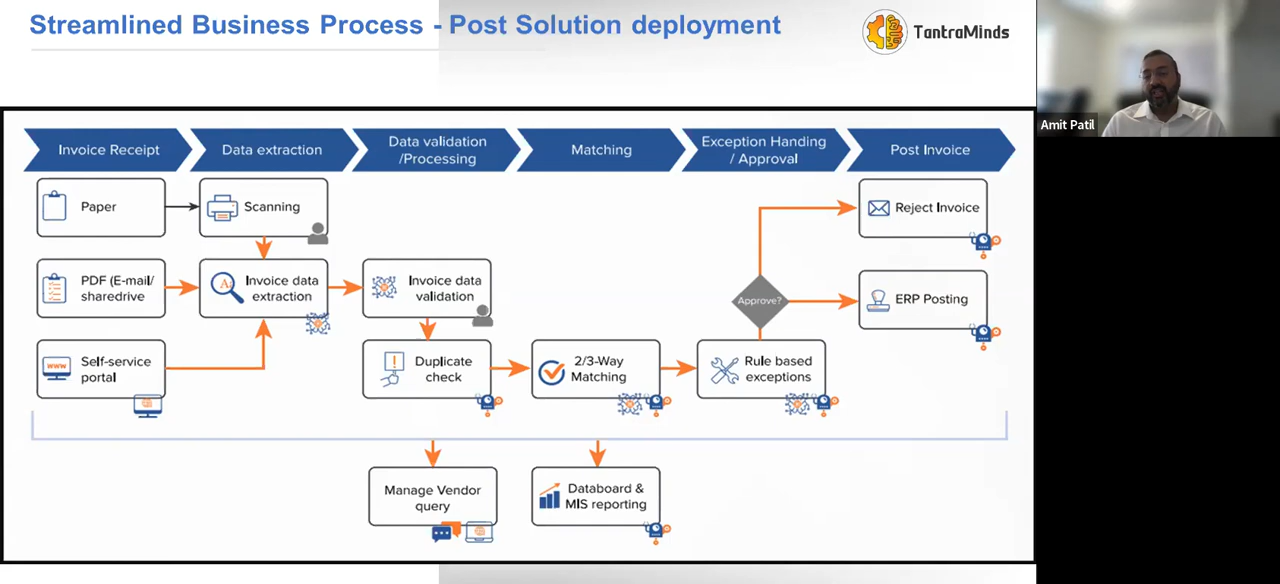 Streamlined Business Process - Post Solution deployment
TantraMinds
Amit Patil
Invoice Receipt
Data extraction
Data validation
/Processing
Matching
Exception Handing
/ Approval
Post Invoice
Paper
Scanning
Reject Invoice
PDF (E-mail/
sharedrive
Invoice data
extraction
Invoice data
validation
Approve?
ERP Posting
www
Self-service
portal
Duplicate
check
2/3-Way
Matching
Rule based
exceptions
Manage Vendor
query
Databoard &
MIS reporting